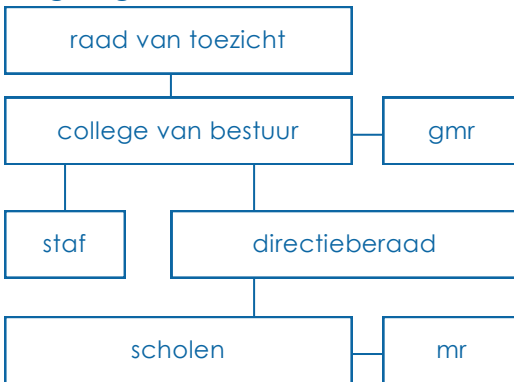 raad van toezicht
college van bestuur
gmr
staf
directieberaad
scholen
mr